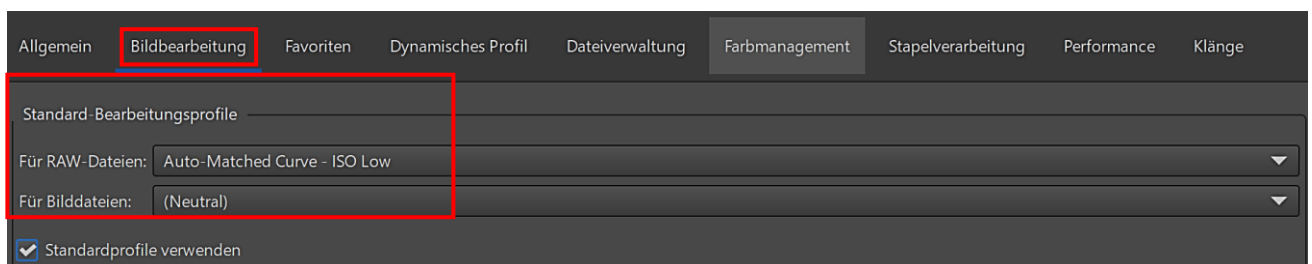 Allgemein Bildbearbeitung Favoriten Dynamisches Profil Dateiverwaltung Farbmanagement Stapelverarbeitung Performance Klänge
Standard-Bearbeitungsprofile
Für RAW-Dateien: Auto-Matched Curve - ISO Low
Für Bilddateien: (Neutral)
Standardprofile verwenden